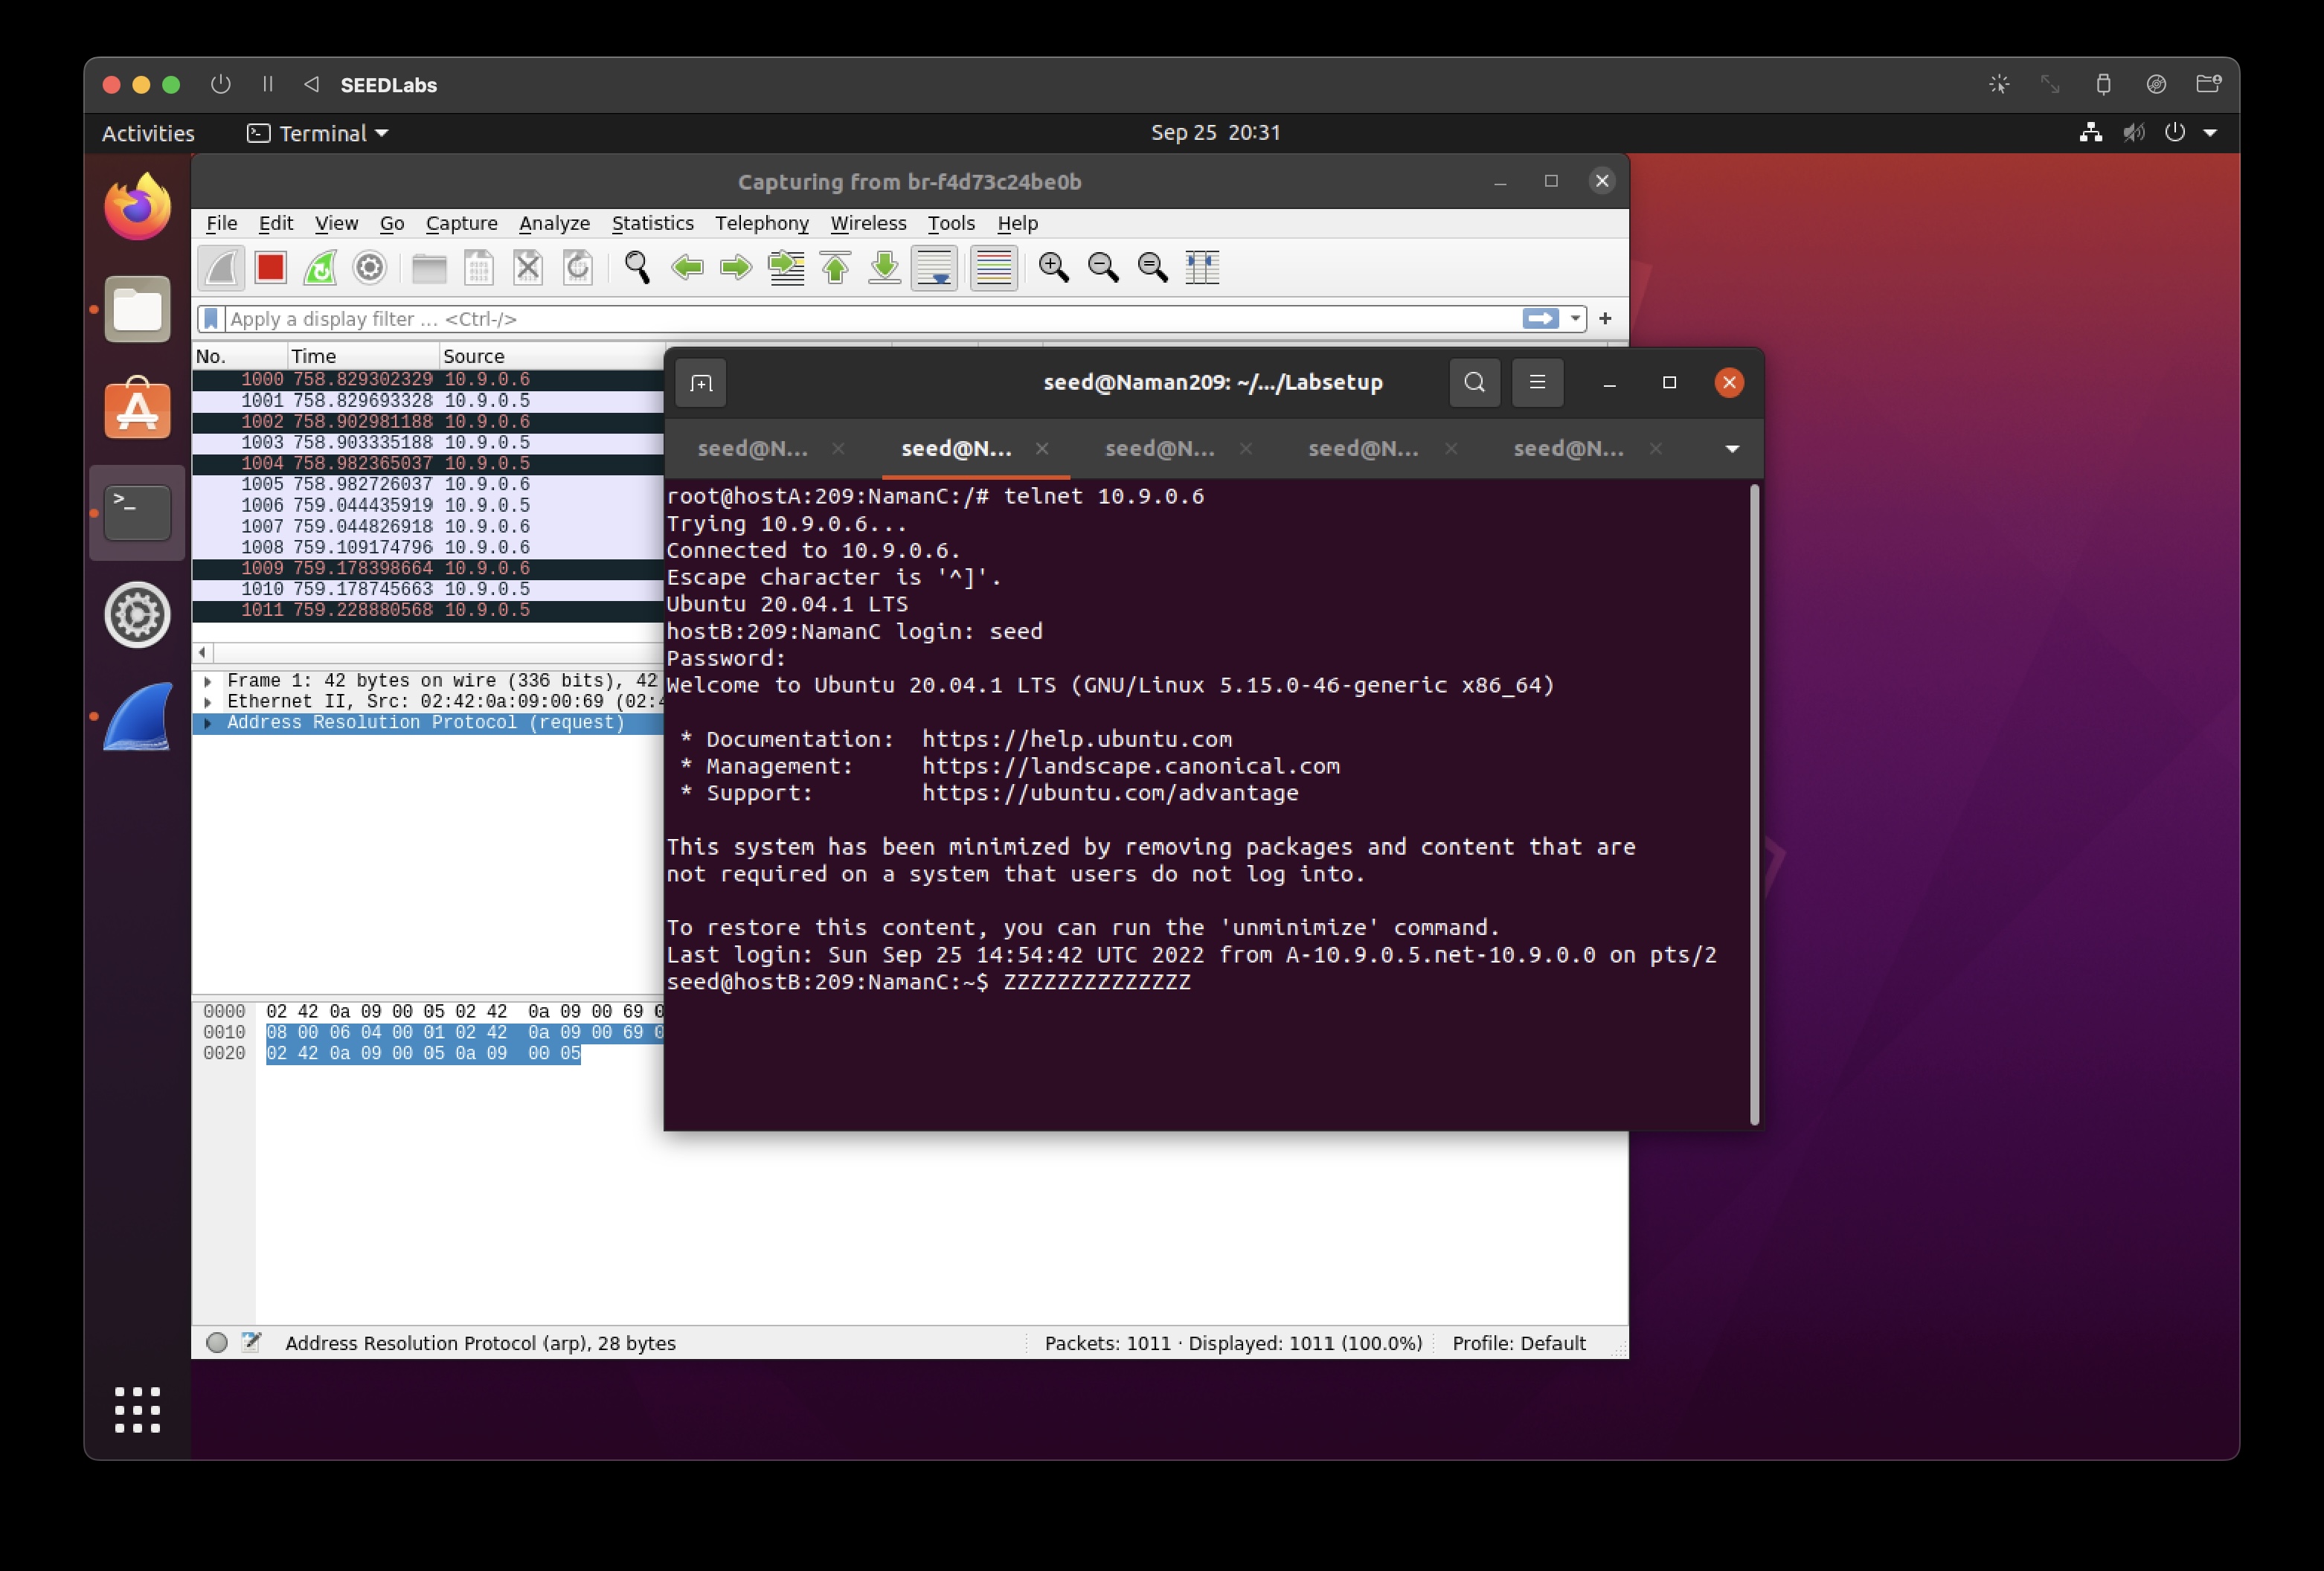 SEEDLabs
Activities Terminal Sep 25 20:31
Capturing from br-f4d73c24be0b
File Edit View Go Capture Analyze Statistics Telephony Wireless Tools Help
Apply a display filter ... <Ctrl-/>
No. Time Source
1000 758.829302329 10.9.0.6
1001 758.829693328 10.9.0.5
1002 758.902981188 10.9.0.6
1003 758.903335188 10.9.0.5
1004 758.982365037 10.9.0.5
1005 758.982726037 10.9.0.6
1006 759.044435919 10.9.0.5
1007 759.044826918 10.9.0.6
1008 759.109174796 10.9.0.6
1009 759.178398664 10.9.0.6
1010 759.178745663 10.9.0.5
1011 759.228880568 10.9.0.5
Frame 1: 42 bytes on wire (336 bits), 42
Ethernet II, Src: 02:42:0a:09:00:69 (02:4
Address Resolution Protocol (request)
0000 02 42 0a 09 00 05 02 42 0a 09 00 69 0
0010 08 00 06 04 00 01 02 42 0a 09 00 69 0
0020 02 42 0a 09 00 05 0a 09 00 05
Address Resolution Protocol (arp), 28 bytes Packets: 1011 · Displayed: 1011 (100.0%) Profile: Default
seed@Naman209: ~/.../Labsetup
seed@N... seed@N... seed@N... seed@N... seed@N...
root@hostA:209:NamanC:/# telnet 10.9.0.6
Trying 10.9.0.6...
Connected to 10.9.0.6.
Escape character is '^]'.
Ubuntu 20.04.1 LTS
hostB:209:NamanC login: seed
Password:
Welcome to Ubuntu 20.04.1 LTS (GNU/Linux 5.15.0-46-generic x86_64)
* Documentation: https://help.ubuntu.com
* Management: https://landscape.canonical.com
* Support: https://ubuntu.com/advantage
This system has been minimized by removing packages and content that are
not required on a system that users do not log into.
To restore this content, you can run the 'unminimize' command.
Last login: Sun Sep 25 14:54:42 UTC 2022 from A-10.9.0.5.net-10.9.0.0 on pts/2
seed@hostB:209:NamanC:~$ ZZZZZZZZZZZZZZ